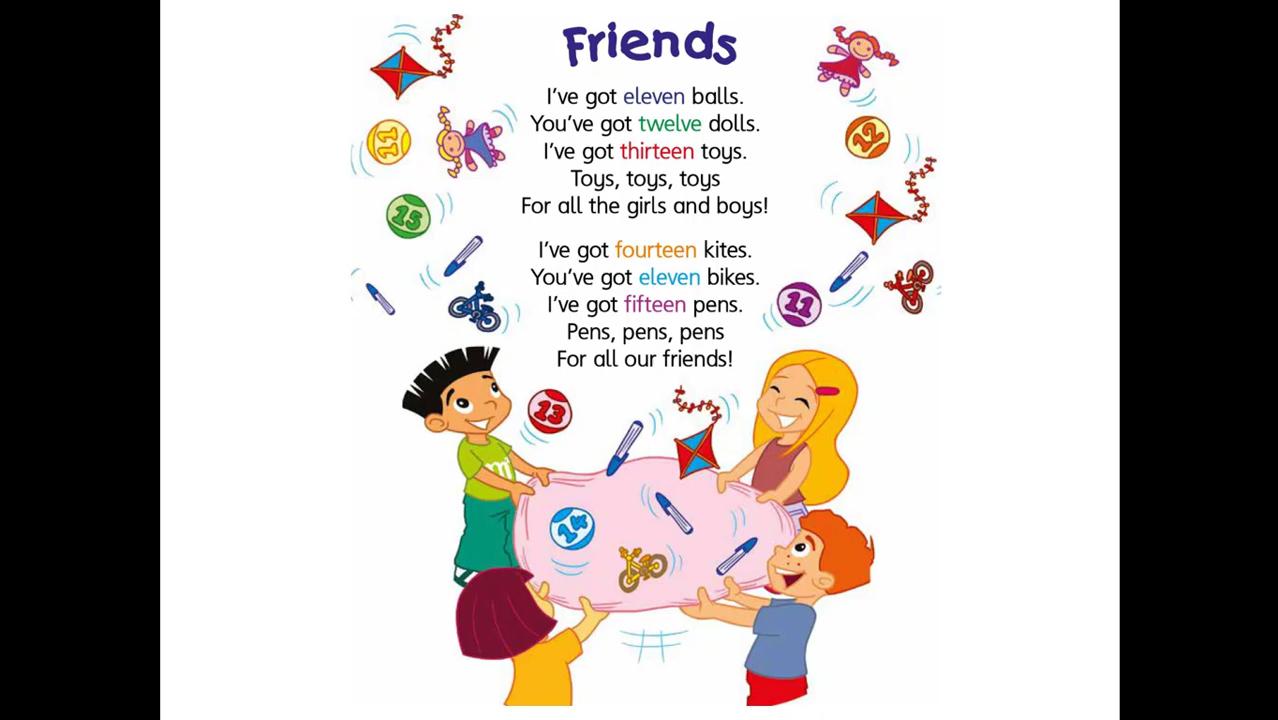 Friends
I've got eleven balls.
You've got twelve dolls.
I've got thirteen toys.
Toys, toys, toys
For all the girls and boys!
I've got fourteen kites.
You've got eleven bikes.
I've got fifteen pens.
Pens, pens, pens
For all our friends!
11
12
15
11
13
14
m